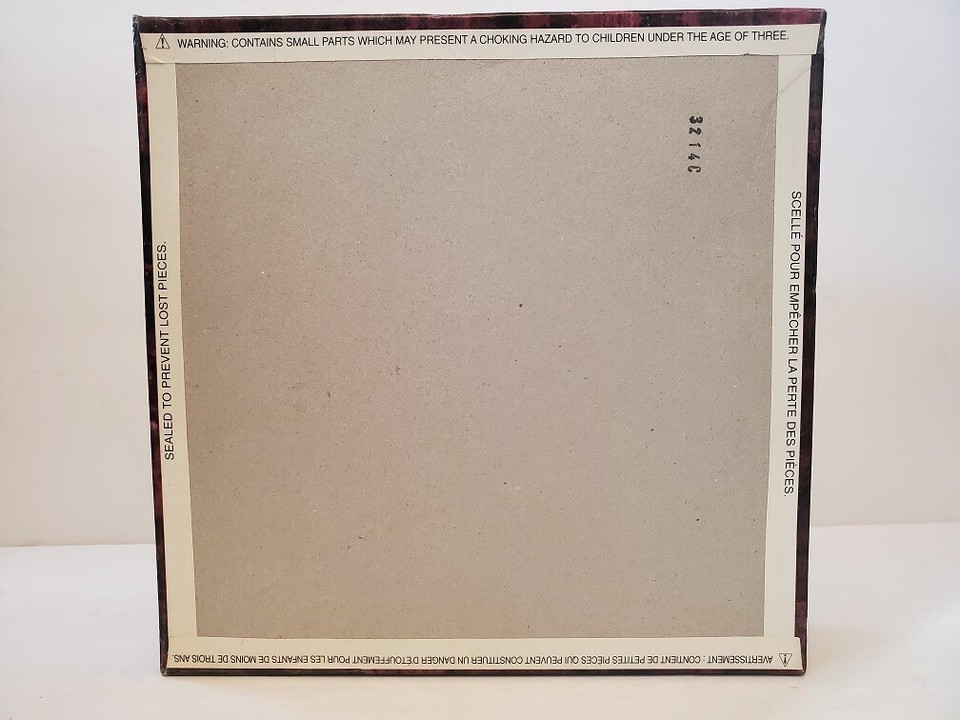 ⚠ WARNING: CONTAINS SMALL PARTS WHICH MAY PRESENT A CHOKING HAZARD TO CHILDREN UNDER THE AGE OF THREE.
32140
SCELLÉ POUR EMPÊCHER LA PERTE DES PIÈCES.
SEALED TO PREVENT LOST PIECES.
⚠ AVERTISSEMENT : CONTIENT DE PETITES PIÈCES QUI PEUVENT CONSTITUER UN DANGER D'ÉTOUFFEMENT POUR LES ENFANTS DE MOINS DE TROIS ANS.